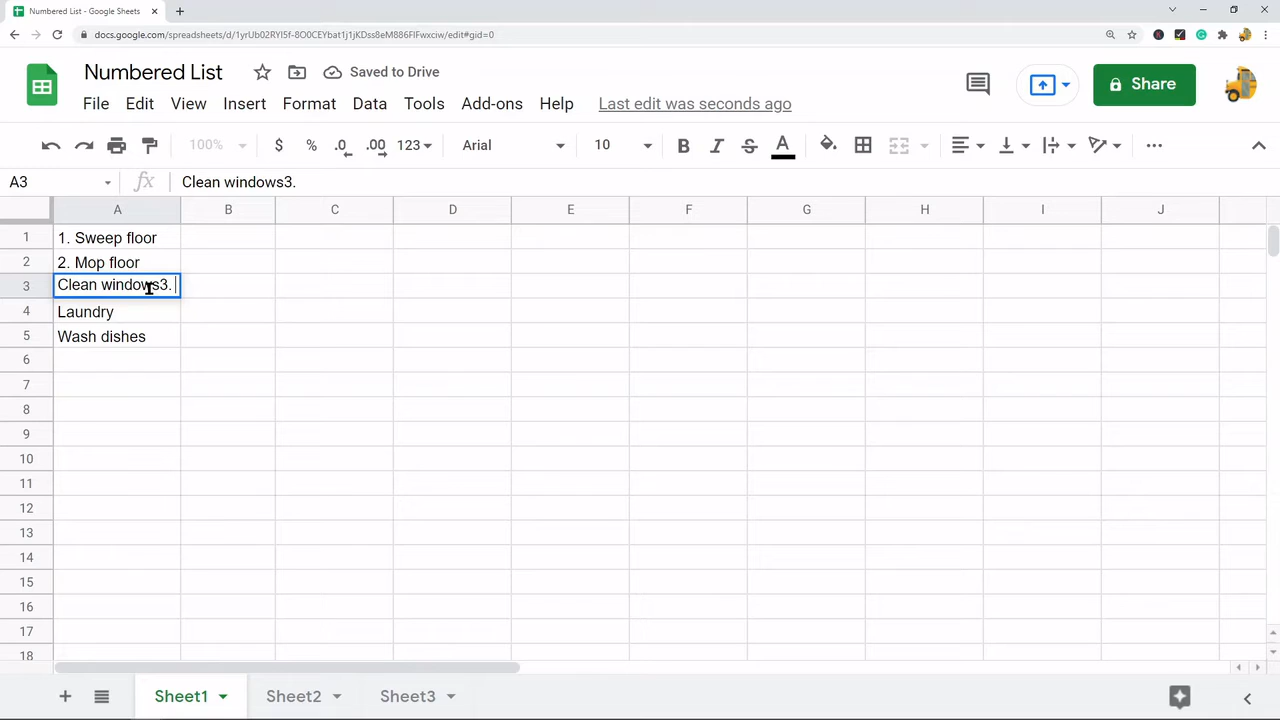 Numbered List - Google Sheets
docs.google.com/spreadsheets/d/1yrUb02RYI5f-8O0CEYbat1j1jKDss8eM886FIFwxciw/edit#gid=0
Numbered List
Saved to Drive
Share
File Edit View Insert Format Data Tools Add-ons Help Last edit was seconds ago
100% $ % .0 .00 123 Arial 10 B I S A
A3 fx Clean windows3.
A B C D E F G H I J
1 1. Sweep floor
2 2. Mop floor
3 Clean windows3.
4 Laundry
5 Wash dishes
6
7
8
9
10
11
12
13
14
15
16
17
18
Sheet1 Sheet2 Sheet3